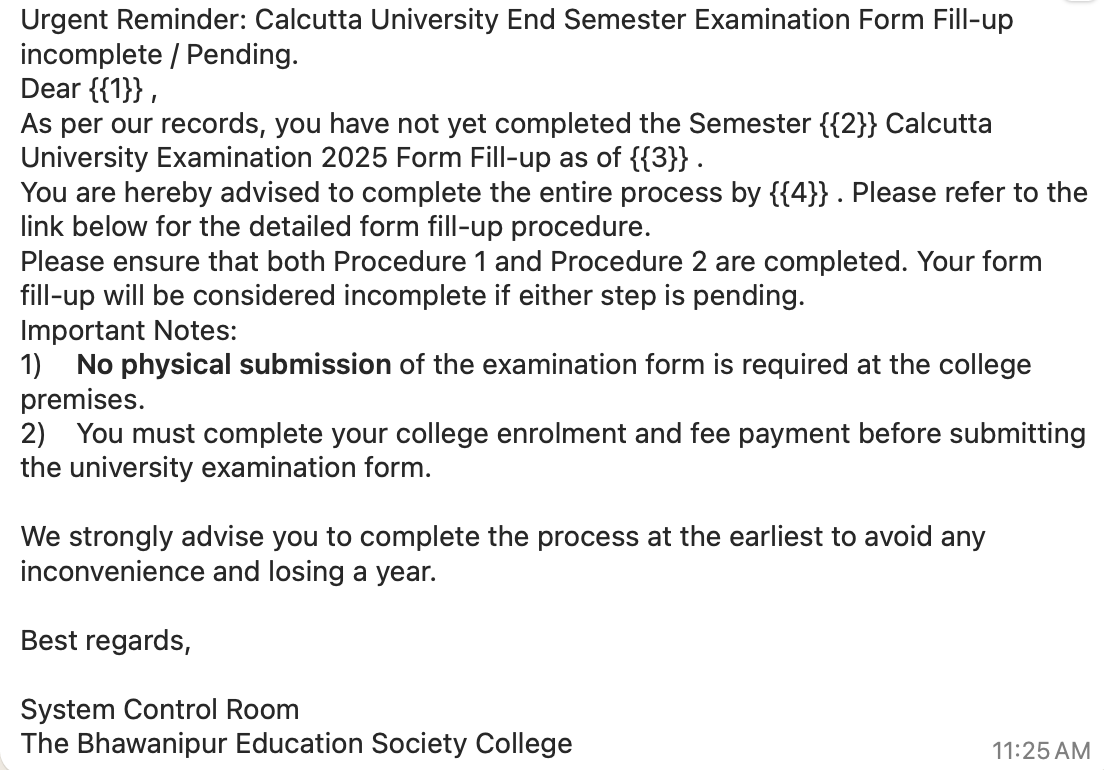 Urgent Reminder: Calcutta University End Semester Examination Form Fill-up
incomplete / Pending.
Dear {{1}} ,
As per our records, you have not yet completed the Semester {{2}} Calcutta
University Examination 2025 Form Fill-up as of {{3}} .
You are hereby advised to complete the entire process by {{4}} . Please refer to the
link below for the detailed form fill-up procedure.
Please ensure that both Procedure 1 and Procedure 2 are completed. Your form
fill-up will be considered incomplete if either step is pending.
Important Notes:
1) No physical submission of the examination form is required at the college
premises.
2) You must complete your college enrolment and fee payment before submitting
the university examination form.
We strongly advise you to complete the process at the earliest to avoid any
inconvenience and losing a year.
Best regards,
System Control Room
The Bhawanipur Education Society College
11:25 AM